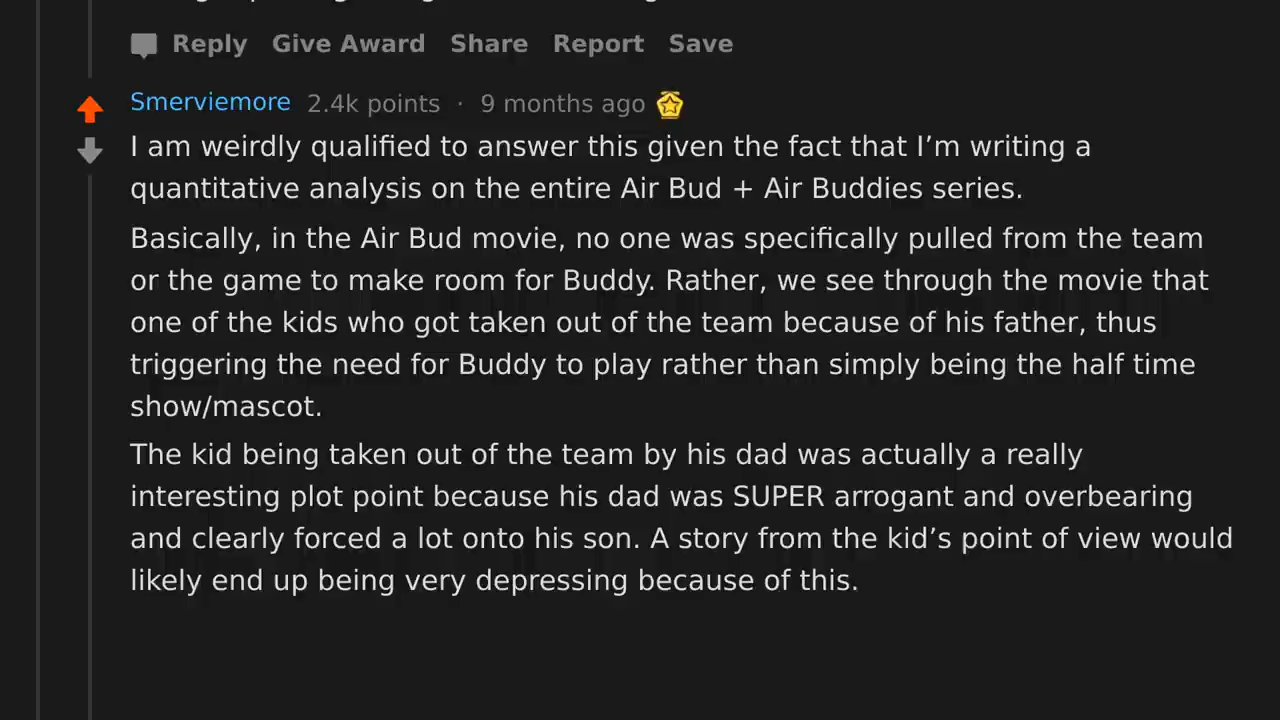 Reply Give Award Share Report Save
Smerviemore 2.4k points · 9 months ago
I am weirdly qualified to answer this given the fact that I’m writing a
quantitative analysis on the entire Air Bud + Air Buddies series.
Basically, in the Air Bud movie, no one was specifically pulled from the team
or the game to make room for Buddy. Rather, we see through the movie that
one of the kids who got taken out of the team because of his father, thus
triggering the need for Buddy to play rather than simply being the half time
show/mascot.
The kid being taken out of the team by his dad was actually a really
interesting plot point because his dad was SUPER arrogant and overbearing
and clearly forced a lot onto his son. A story from the kid’s point of view would
likely end up being very depressing because of this.